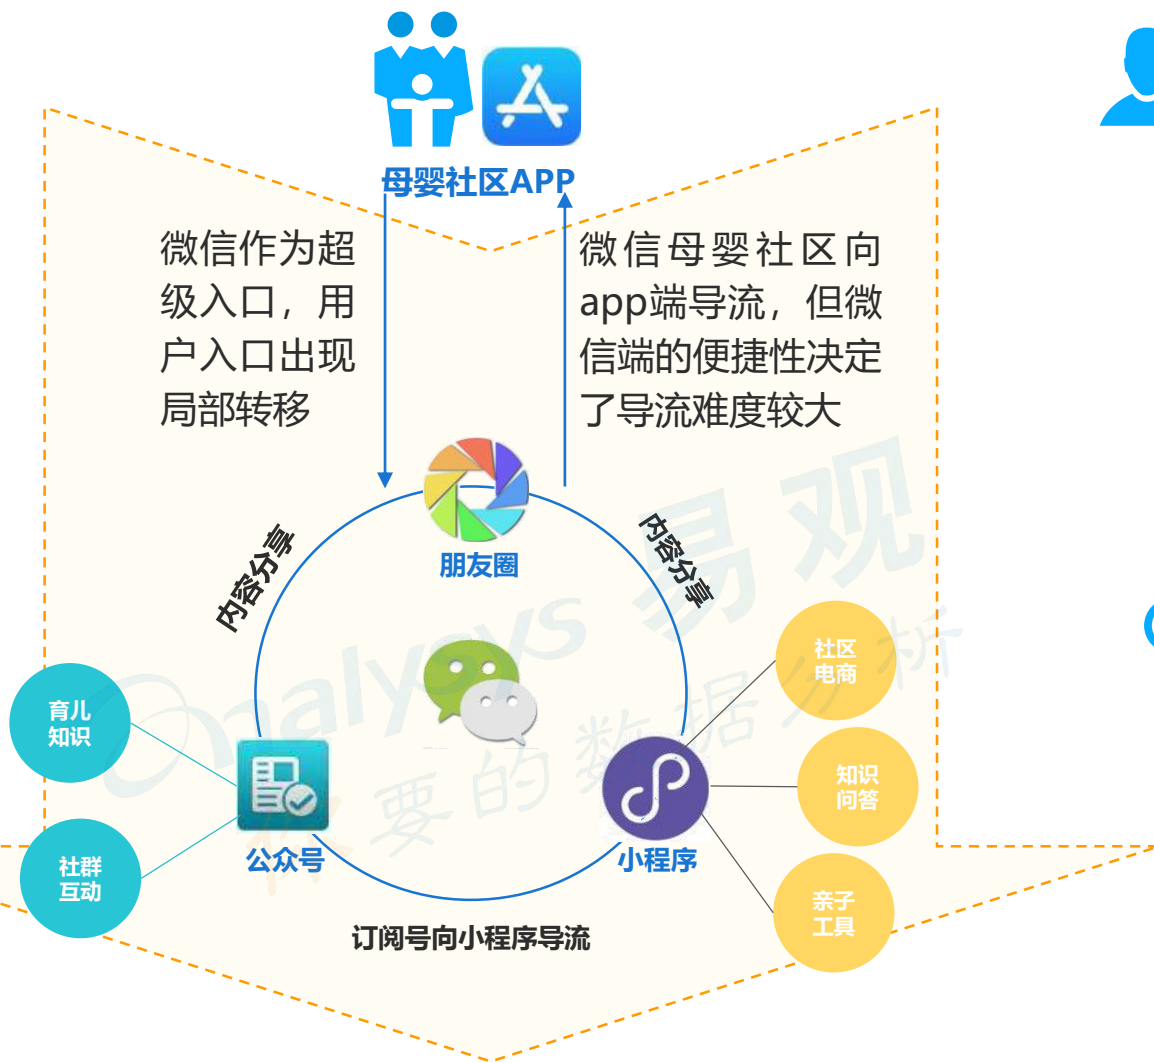 母婴社区APP
微信作为超
级入口，用
户入口出现
局部转移
微信母婴社区向
app端导流，但微
信端的便捷性决定
了导流难度较大
内容分享
内容分享
朋友圈
社区
电商
育儿
知识
知识
问答
公众号
小程序
社群
互动
亲子
工具
订阅号向小程序导流
analysys 易观
你要的数据分析